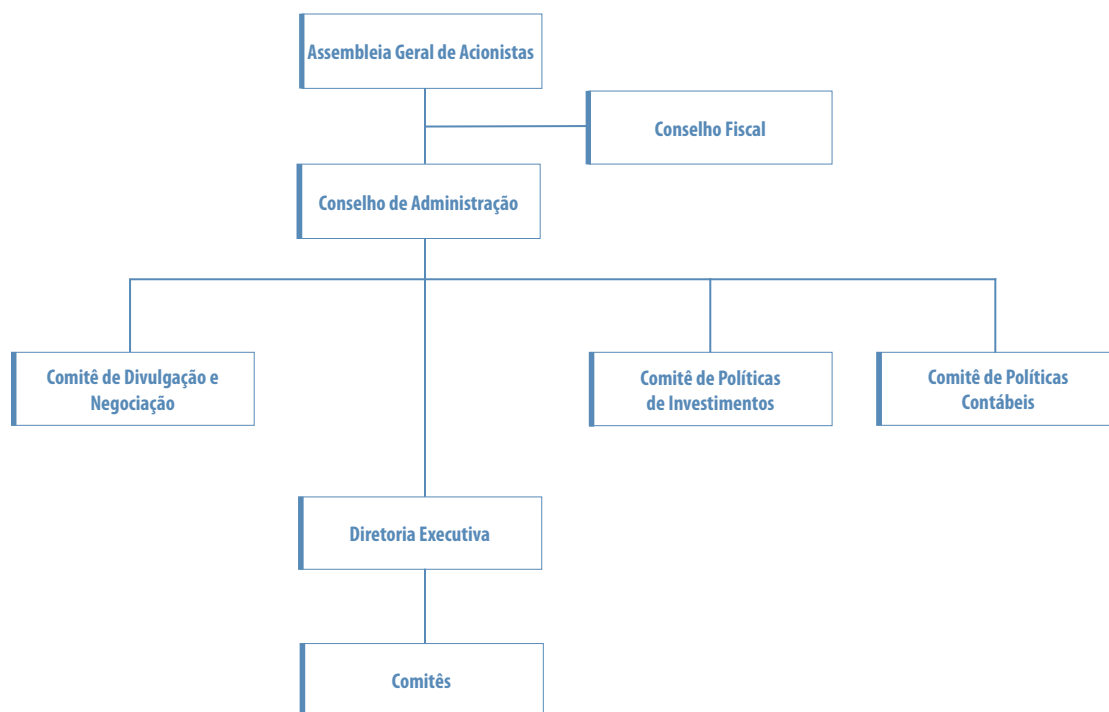 Assembleia Geral de Acionistas
Conselho Fiscal
Conselho de Administração
Comitê de Divulgação e
Negociação
Comitê de Políticas
de Investimentos
Comitê de Políticas
Contábeis
Diretoria Executiva
Comitês